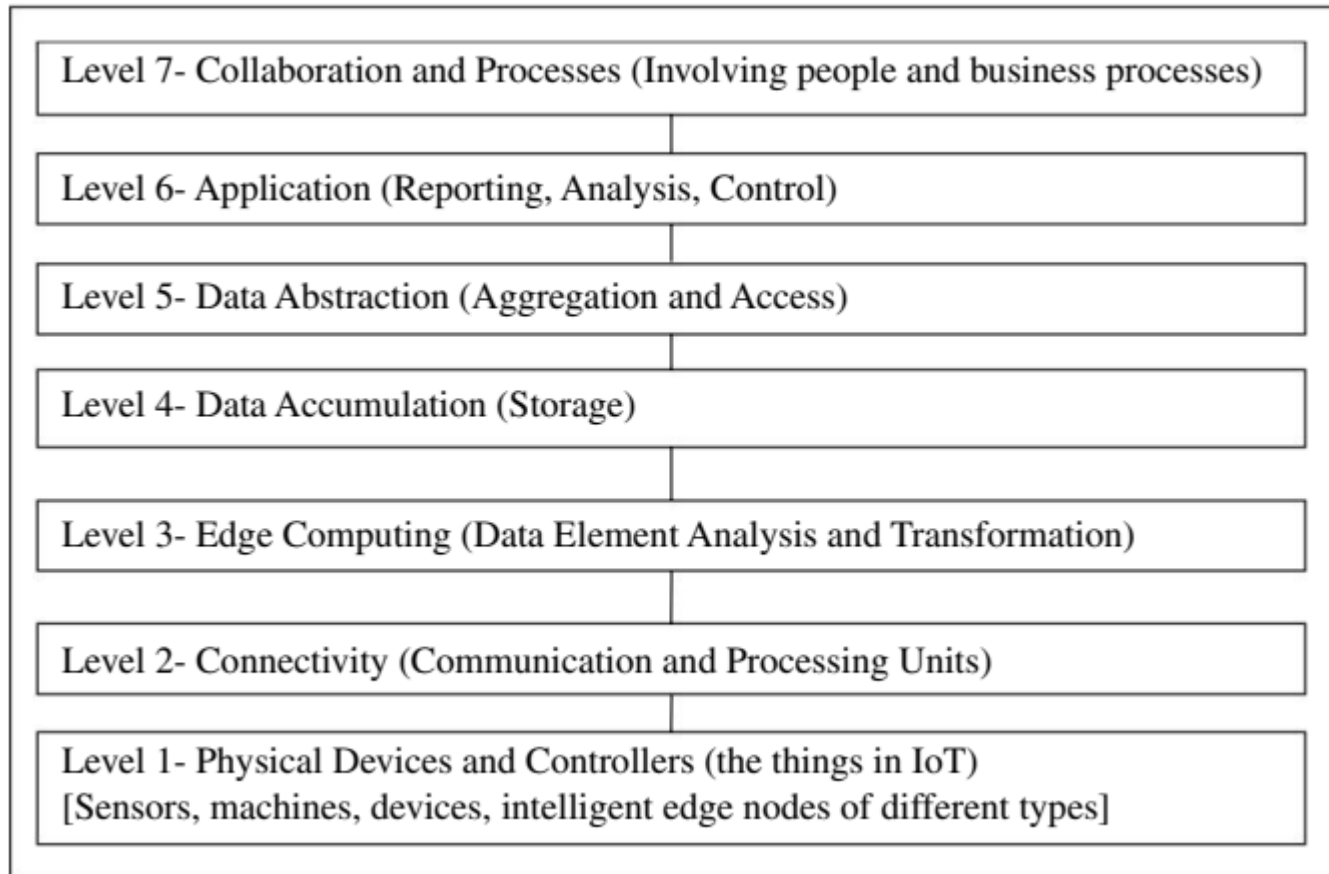 Level 7- Collaboration and Processes (Involving people and business processes)
Level 6- Application (Reporting, Analysis, Control)
Level 5- Data Abstraction (Aggregation and Access)
Level 4- Data Accumulation (Storage)
Level 3- Edge Computing (Data Element Analysis and Transformation)
Level 2- Connectivity (Communication and Processing Units)
Level 1- Physical Devices and Controllers (the things in IoT)
[Sensors, machines, devices, intelligent edge nodes of different types]